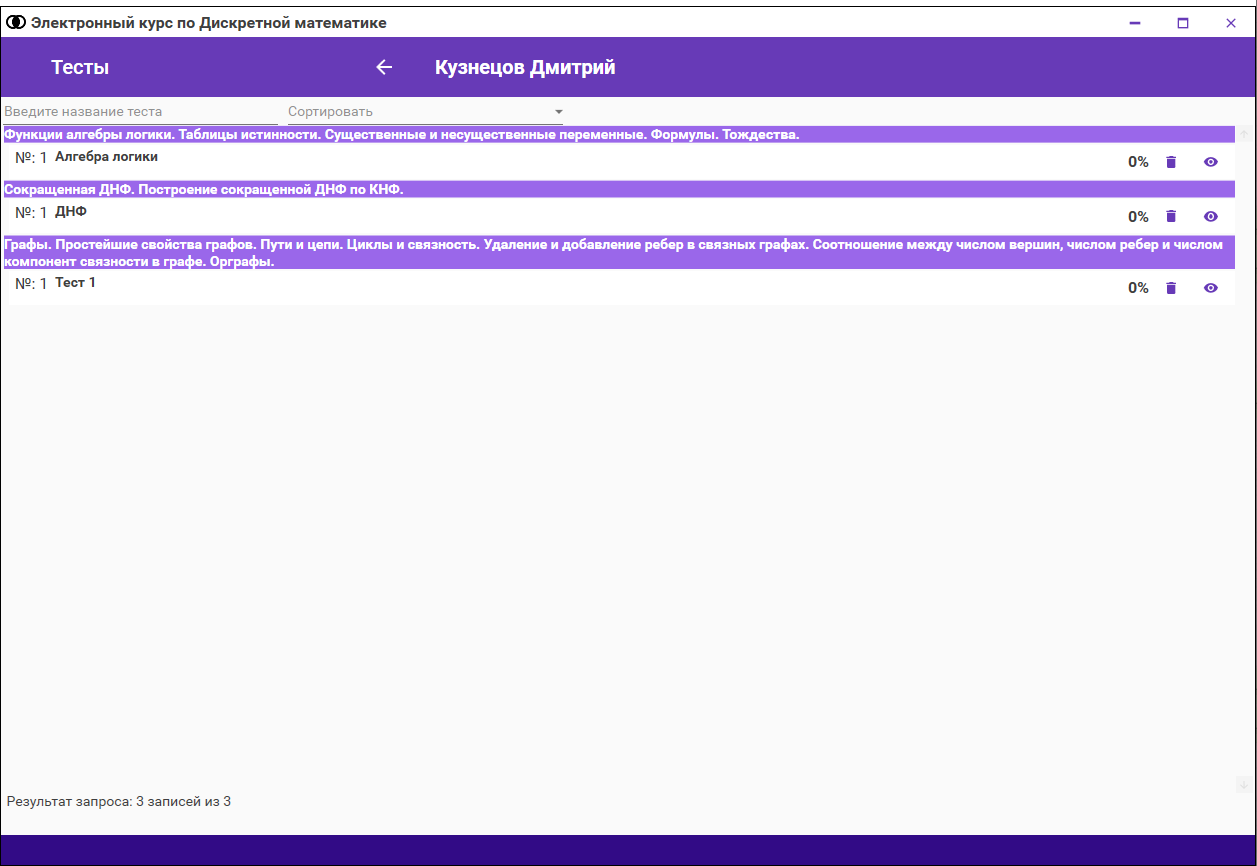 Электронный курс по Дискретной математике
Тесты
Кузнецов Дмитрий
Введите название теста
Сортировать
Функции алгебры логики. Таблицы истинности. Существенные и несущественные переменные. Формулы. Тождества.
№: 1 Алгебра логики 0%
Сокращенная ДНФ. Построение сокращенной ДНФ по КНФ.
№: 1 ДНФ 0%
Графы. Простейшие свойства графов. Пути и цепи. Циклы и связность. Удаление и добавление ребер в связных графах. Соотношение между числом вершин, числом ребер и числом
компонент связности в графе. Орграфы.
№: 1 Тест 1 0%
Результат запроса: 3 записей из 3